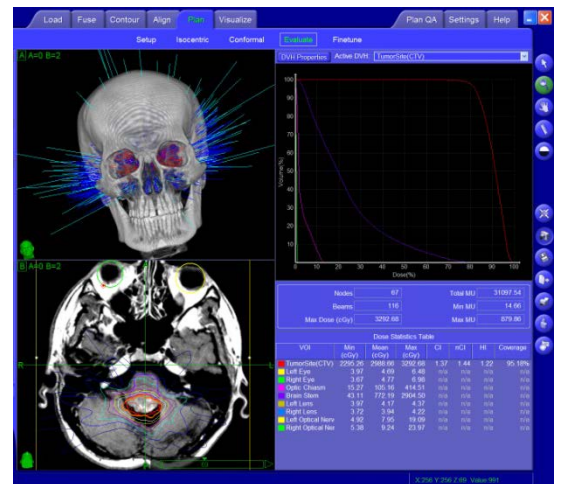 Load Fuse Contour Align Plan Visualize Plan QA Settings Help
Setup Isocentric Conformal Evaluate Finetune
A A=0 B=2
DVH Properties Active DVH: TumorSite(CTV)
100
90
80
70
60
50
40
30
20
10
Volume(%)
0 10 20 30 40 50 60 70 80 90 100
Dose(%)
B A=0 B=2
A
R
L
Nodes 67 Total MU 31097.54
Beams 116 Min MU 14.66
Max Dose (cGy) 3292.68 Max MU 879.86
Dose Statistics Table
VOI Min (cGy) Mean (cGy) Max (cGy) CI nCI HI Coverage
TumorSite(CTV) 2295.26 2986.66 3292.68 1.37 1.44 1.22 95.18%
Left Eye 3.97 4.69 6.48 n/a n/a n/a n/a
Right Eye 3.67 4.77 6.98 n/a n/a n/a n/a
Optic Chiasm 15.27 105.16 414.51 n/a n/a n/a n/a
Brain Stem 43.11 772.19 2904.50 n/a n/a n/a n/a
Left Lens 3.97 4.17 4.37 n/a n/a n/a n/a
Right Lens 3.72 3.94 4.22 n/a n/a n/a n/a
Left Optical Nerv 4.92 7.95 19.09 n/a n/a n/a n/a
Right Optical Ner 5.38 9.24 23.97 n/a n/a n/a n/a
X:256 Y:256 Z:69 Value:991